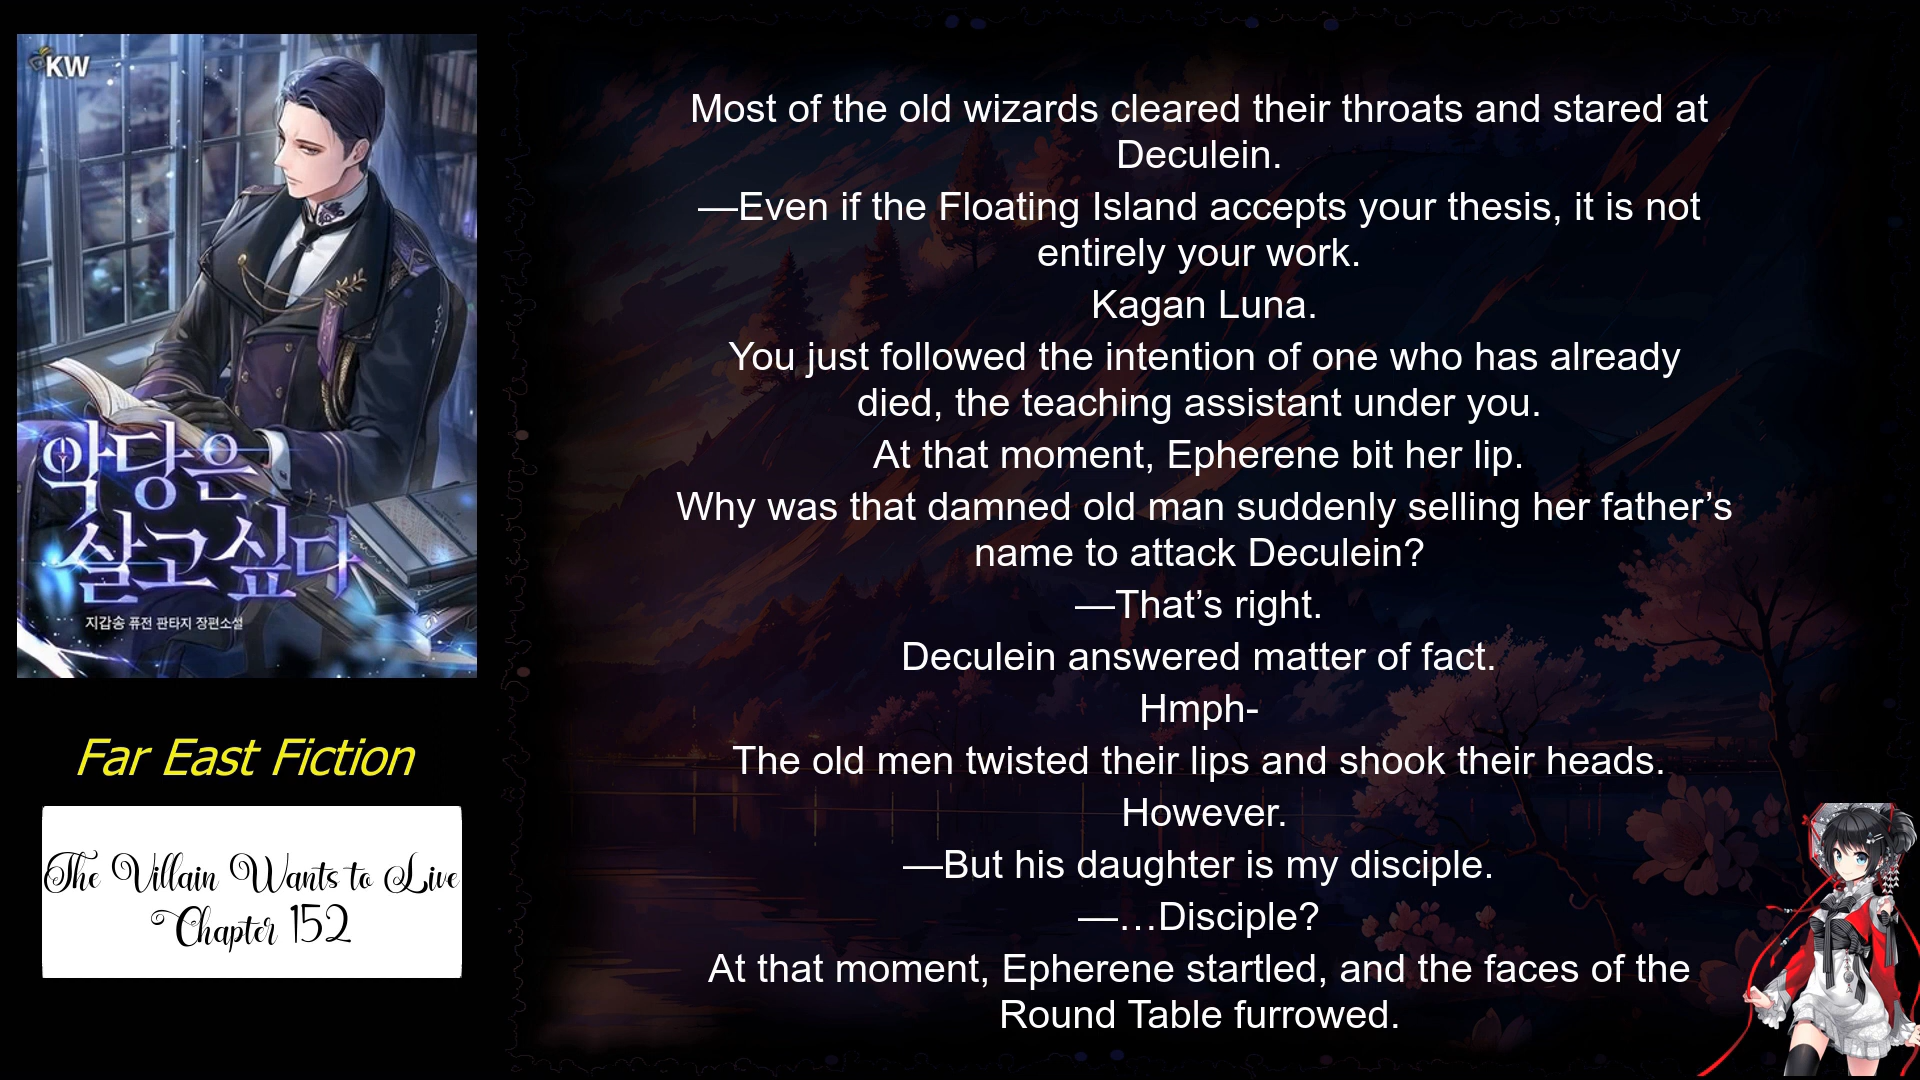 KW
악당은
살고싶다
지갑송 퓨전 판타지 장편소설
Far East Fiction
The Villain Wants to Live
Chapter 152
Most of the old wizards cleared their throats and stared at
Deculein.
—Even if the Floating Island accepts your thesis, it is not
entirely your work.
Kagan Luna.
You just followed the intention of one who has already
died, the teaching assistant under you.
At that moment, Epherene bit her lip.
Why was that damned old man suddenly selling her father’s
name to attack Deculein?
—That’s right.
Deculein answered matter of fact.
Hmph-
The old men twisted their lips and shook their heads.
However.
—But his daughter is my disciple.
—…Disciple?
At that moment, Epherene startled, and the faces of the
Round Table furrowed.